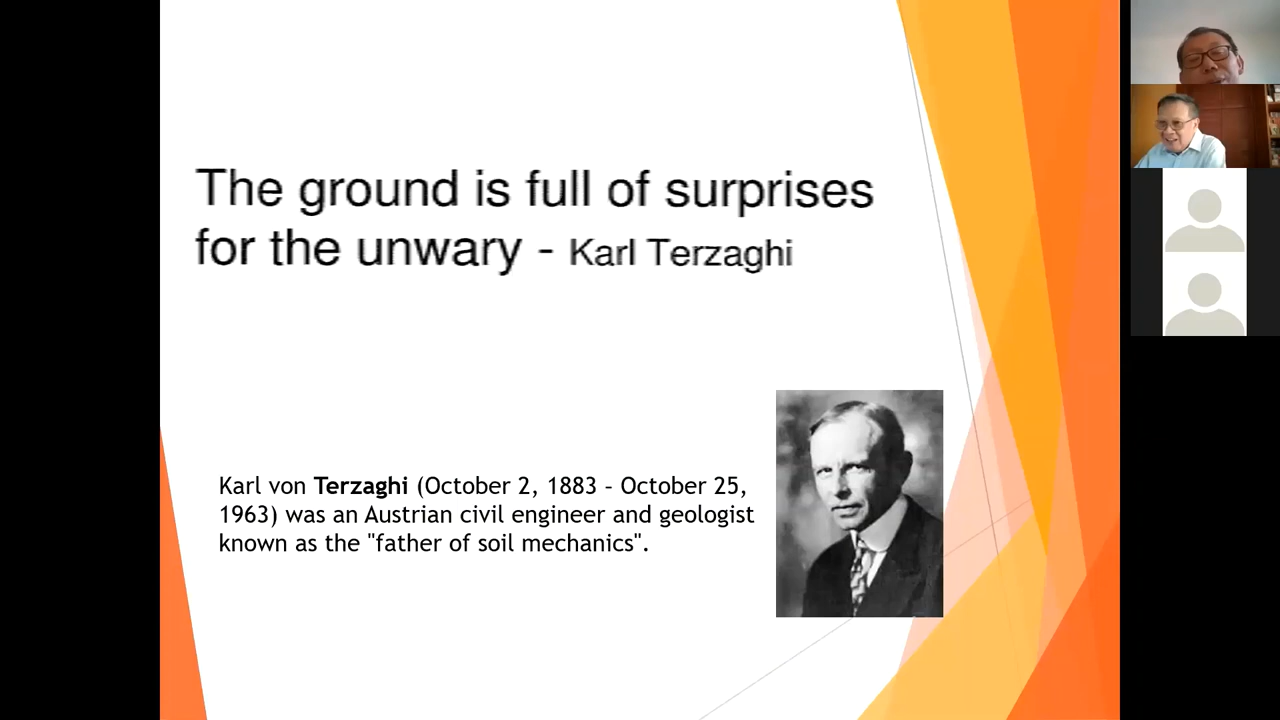 The ground is full of surprises
for the unwary - Karl Terzaghi
Karl von Terzaghi (October 2, 1883 – October 25,
1963) was an Austrian civil engineer and geologist
known as the "father of soil mechanics".